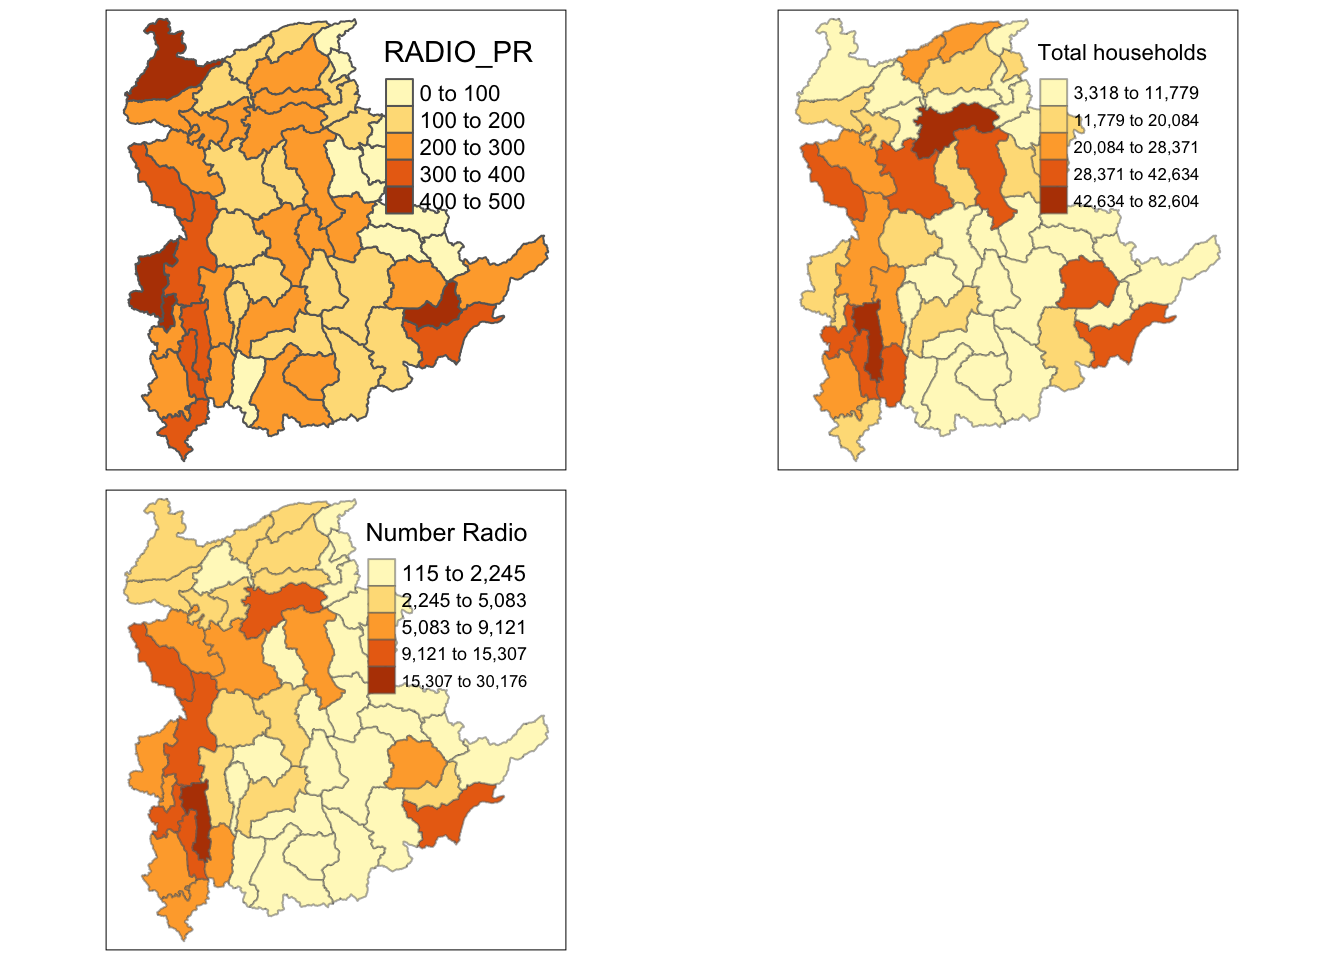 RADIO_PR
0 to 100
100 to 200
200 to 300
300 to 400
400 to 500
Total households
3,318 to 11,779
11,779 to 20,084
20,084 to 28,371
28,371 to 42,634
42,634 to 82,604
Number Radio
115 to 2,245
2,245 to 5,083
5,083 to 9,121
9,121 to 15,307
15,307 to 30,176